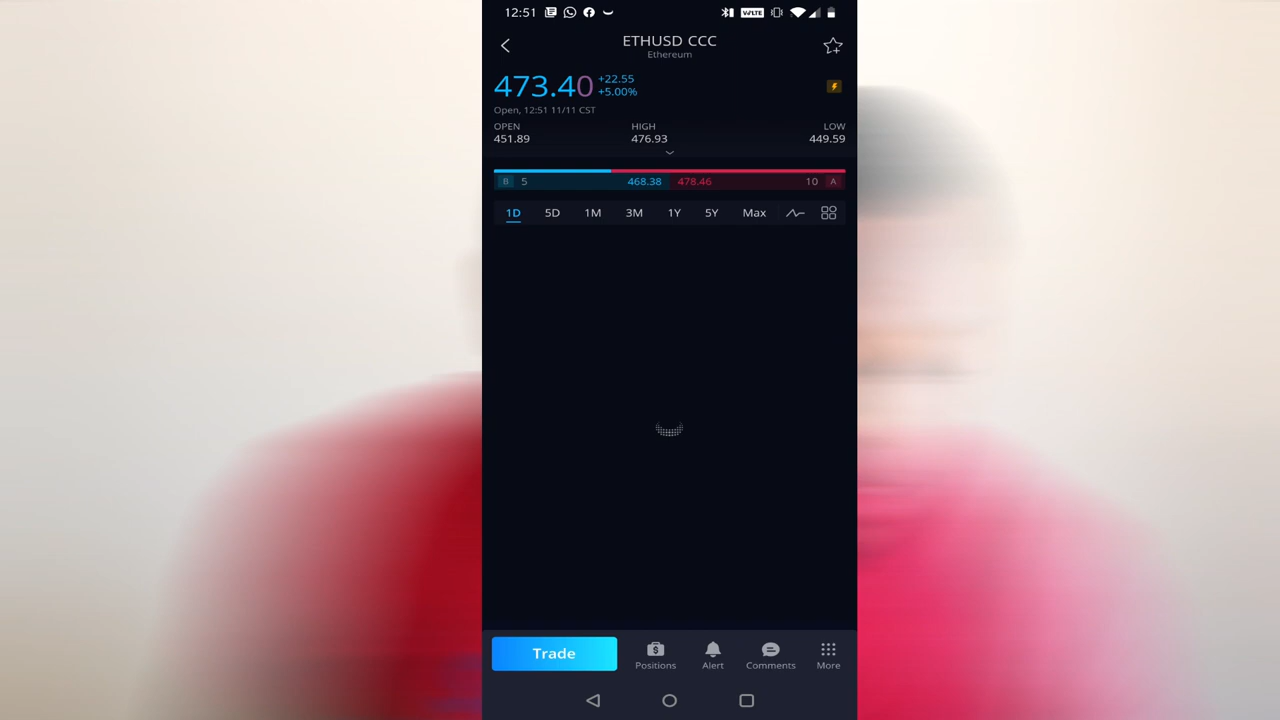 12:51 VoLTE
ETHUSD CCC
Ethereum
473.40 +22.55
+5.00%
Open, 12:51 11/11 CST
OPEN HIGH LOW
451.89 476.93 449.59
B 5 468.38 478.46 10 A
1D 5D 1M 3M 1Y 5Y Max
Trade Positions Alert Comments More